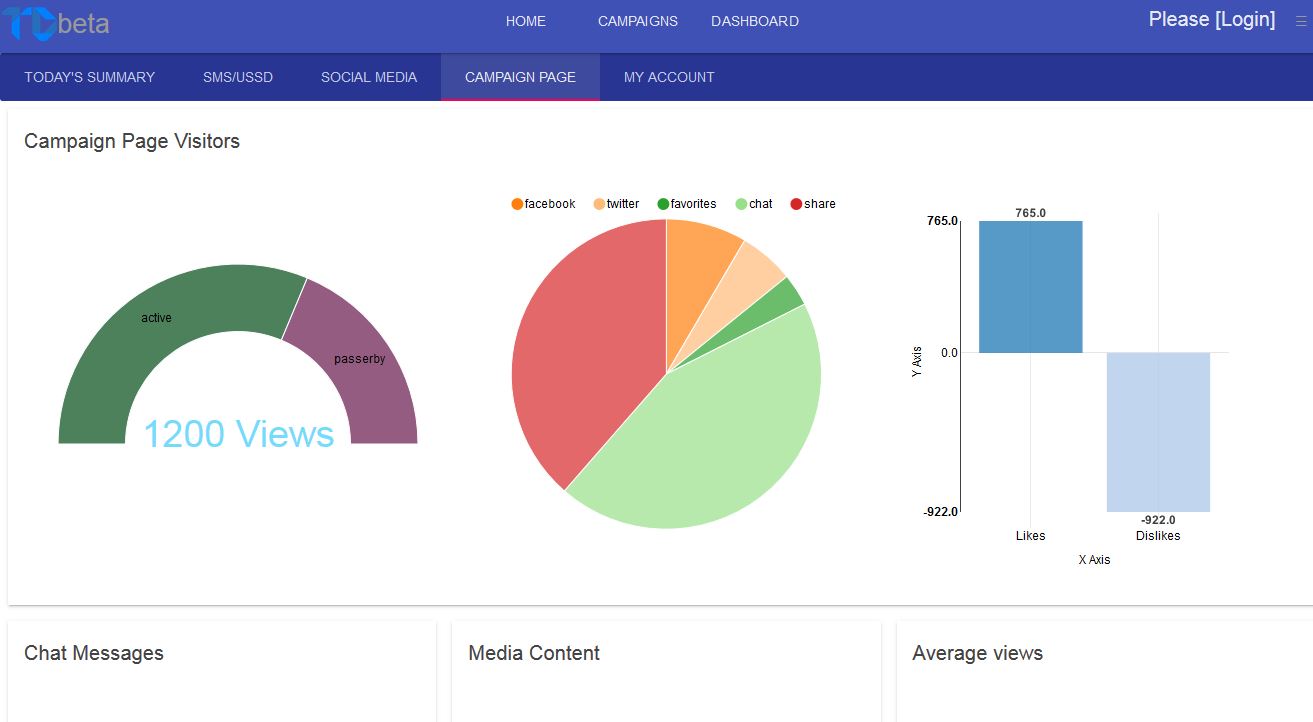 TC beta
HOME CAMPAIGNS DASHBOARD
Please [Login]
TODAY'S SUMMARY SMS/USSD SOCIAL MEDIA CAMPAIGN PAGE MY ACCOUNT
Campaign Page Visitors
active
passerby
1200 Views
facebook twitter favorites chat share
765.0
765.0
0.0
Y Axis
-922.0
-922.0
Likes Dislikes
X Axis
Chat Messages
Media Content
Average views